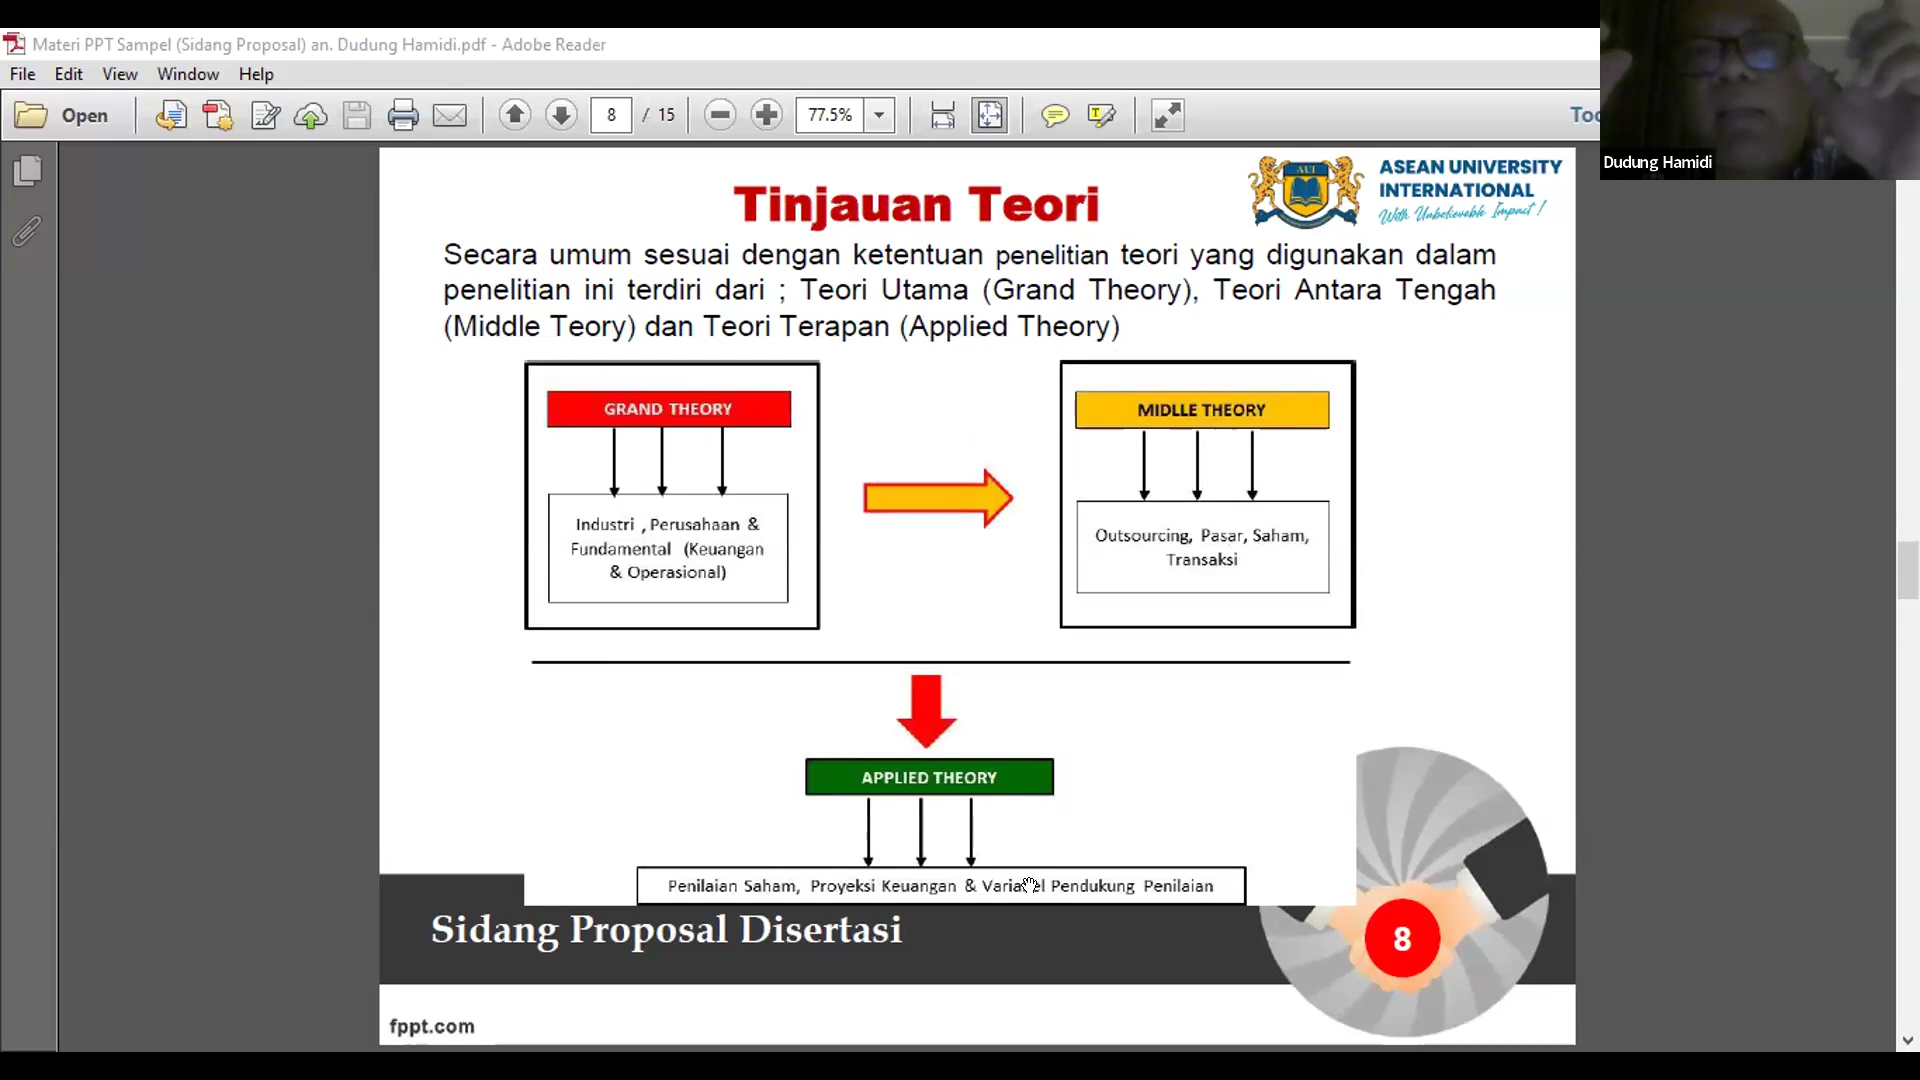 Materi PPT Sampel (Sidang Proposal) an. Dudung Hamidi.pdf - Adobe Reader
File Edit View Window Help
Open 8 / 15 77.5%
Dudung Hamidi
Tinjauan Teori
AUI
ASEAN UNIVERSITY
INTERNATIONAL
With Unbelievable Impact !
Secara umum sesuai dengan ketentuan penelitian teori yang digunakan dalam
penelitian ini terdiri dari ; Teori Utama (Grand Theory), Teori Antara Tengah
(Middle Teory) dan Teori Terapan (Applied Theory)
GRAND THEORY
Industri , Perusahaan &
Fundamental (Keuangan
& Operasional)
MIDLLE THEORY
Outsourcing, Pasar, Saham,
Transaksi
APPLIED THEORY
Penilaian Saham, Proyeksi Keuangan & Variabel Pendukung Penilaian
Sidang Proposal Disertasi
8
fppt.com